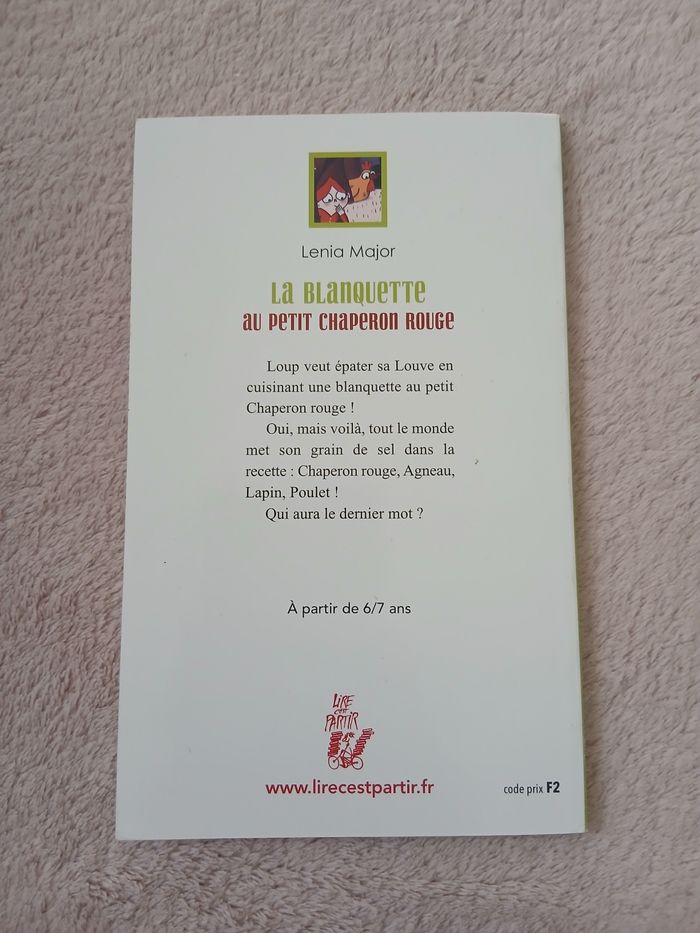 Lenia Major
La Blanquette
au petit chaperon rouge
Loup veut épater sa Louve en
cuisinant une blanquette au petit
Chaperon rouge !
Oui, mais voilà, tout le monde
met son grain de sel dans la
recette : Chaperon rouge, Agneau,
Lapin, Poulet !
Qui aura le dernier mot ?
À partir de 6/7 ans
LIRE
C'EST
PARTIR
www.lirecestpartir.fr
code prix F2